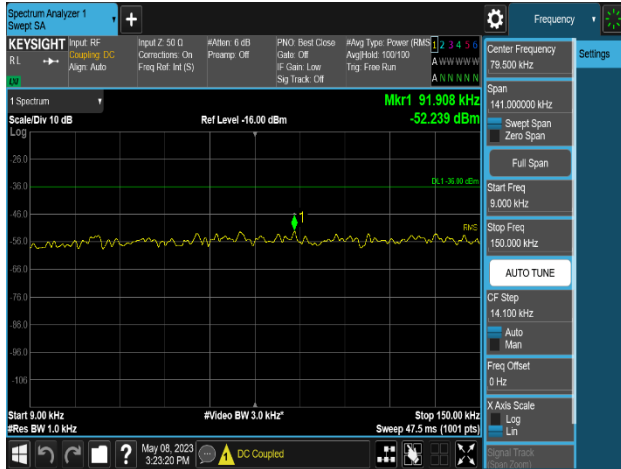 Spectrum Analyzer 1
Swept SA
Frequency
KEYSIGHT
R L
Input: RF
Coupling: DC
Align: Auto
Input Z: 50 Ω
Corrections: On
Freq Ref: Int (S)
#Atten: 6 dB
Preamp: Off
PNO: Best Close
Gate: Off
IF Gain: Low
Sig Track: Off
#Avg Type: Power (RMS
Avg|Hold: 100/100
Trig: Free Run
1 2 3 4 5 6
A W W W W W
A N N N N N
1 Spectrum
Scale/Div 10 dB
Log
Ref Level -16.00 dBm
Mkr1 91.908 kHz
-52.239 dBm
-26.0
-36.0
-46.0
-56.0
-66.0
-76.0
-86.0
-96.0
-106
DL1 -36.00 dBm
1
RMS
Start 9.00 kHz
#Res BW 1.0 kHz
#Video BW 3.0 kHz*
Stop 150.00 kHz
Sweep 47.5 ms (1001 pts)
Center Frequency
79.500 kHz
Settings
Span
141.000000 kHz
Swept Span
Zero Span
Full Span
Start Freq
9.000 kHz
Stop Freq
150.000 kHz
AUTO TUNE
CF Step
14.100 kHz
Auto
Man
Freq Offset
0 Hz
X Axis Scale
Log
Lin
Signal Track
(Span Zoom)
?
May 08, 2023
3:23:20 PM
DC Coupled